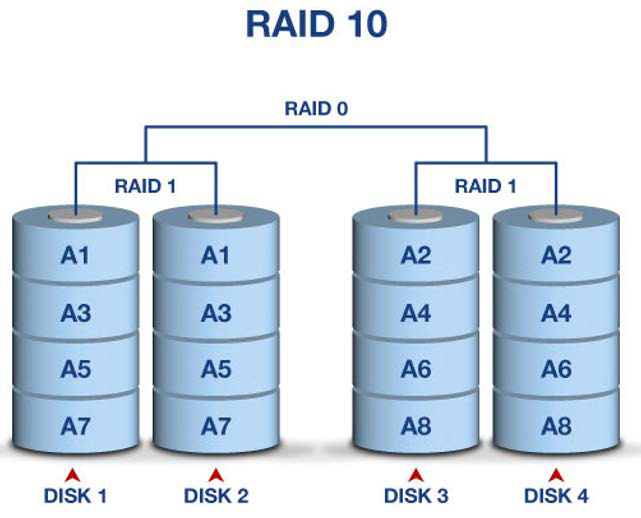 RAID 10
RAID 0
RAID 1 RAID 1
A1 A1 A2 A2
A3 A3 A4 A4
A5 A5 A6 A6
A7 A7 A8 A8
DISK 1 DISK 2 DISK 3 DISK 4